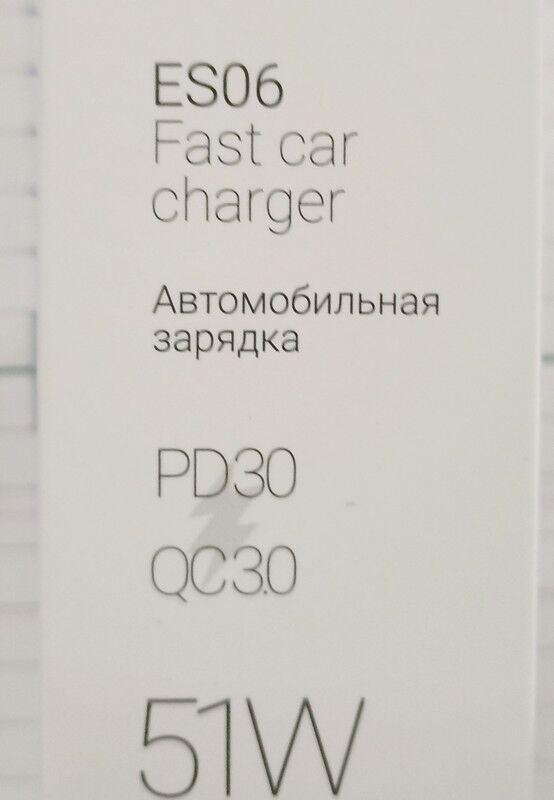 ES06
Fast car
charger
Автомобильная
зарядка
PD30
QC3.0
51W